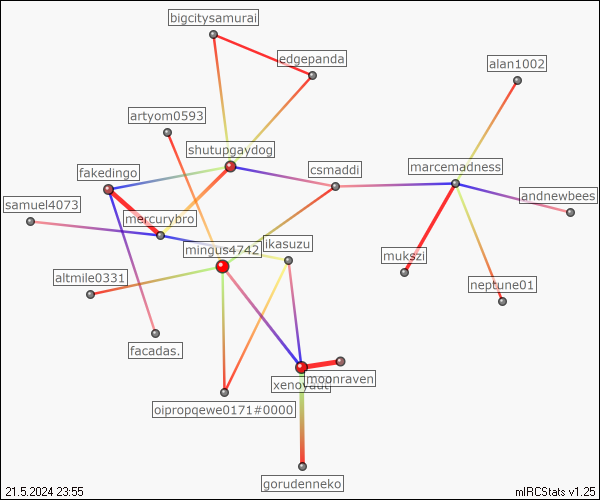 bigcitysamurai
edgepanda
alan1002
artyom0593
shutupgaydog
csmaddi
marcemadness
fakedingo
andnewbees
samuel4073
mercurybro
mingus4742
ikasuzu
mukszi
altmile0331
neptune01
facadas.
moonraven
oipropqewe0171#0000
gorudenneko
21.5.2024 23:55
mIRCStats v1.25